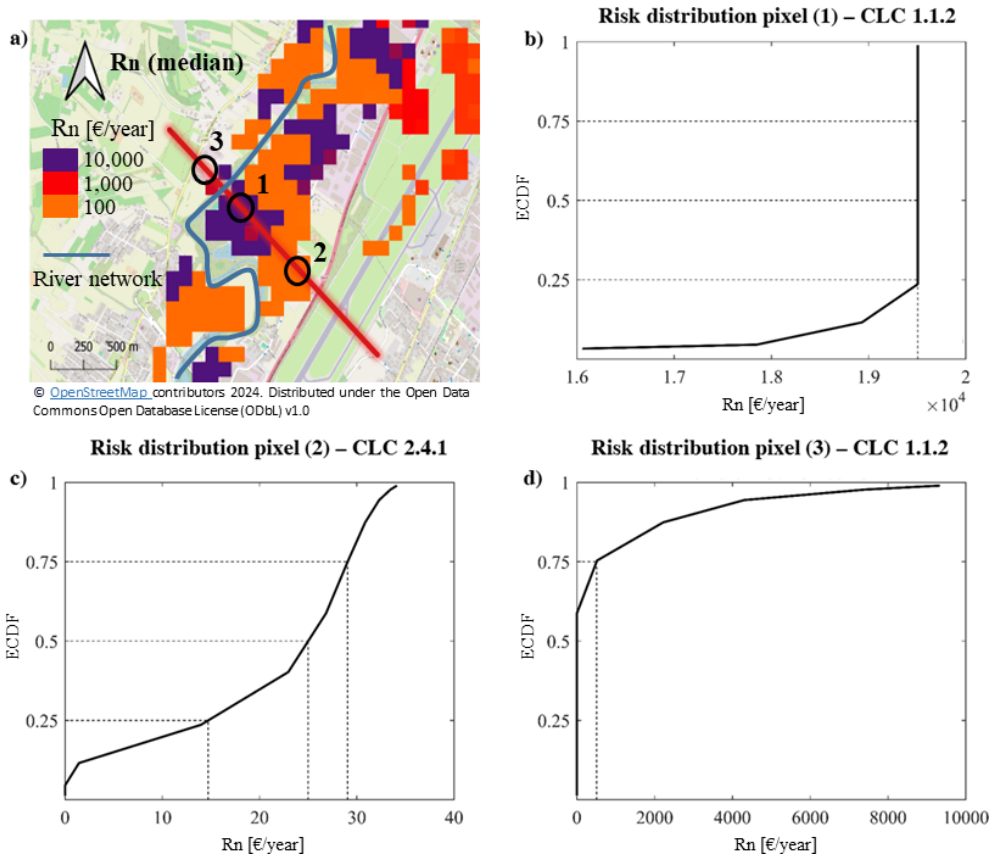 a)
Rn (median)
Rn [€/year]
10,000
1,000
100
River network
3
1
2
0 250 500 m
© OpenStreetMap contributors 2024. Distributed under the Open Data
Commons Open Database License (ODbL) v1.0
Risk distribution pixel (1) – CLC 1.1.2
b)
1
0.75
0.5
0.25
ECDF
1.6 1.7 1.8 1.9 2
Rn [€/year]
×10⁴
Risk distribution pixel (2) – CLC 2.4.1
c)
1
0.75
0.5
0.25
ECDF
0 10 20 30 40
Rn [€/year]
Risk distribution pixel (3) – CLC 1.1.2
d)
1
0.75
0.5
0.25
ECDF
0 2000 4000 6000 8000 10000
Rn [€/year]